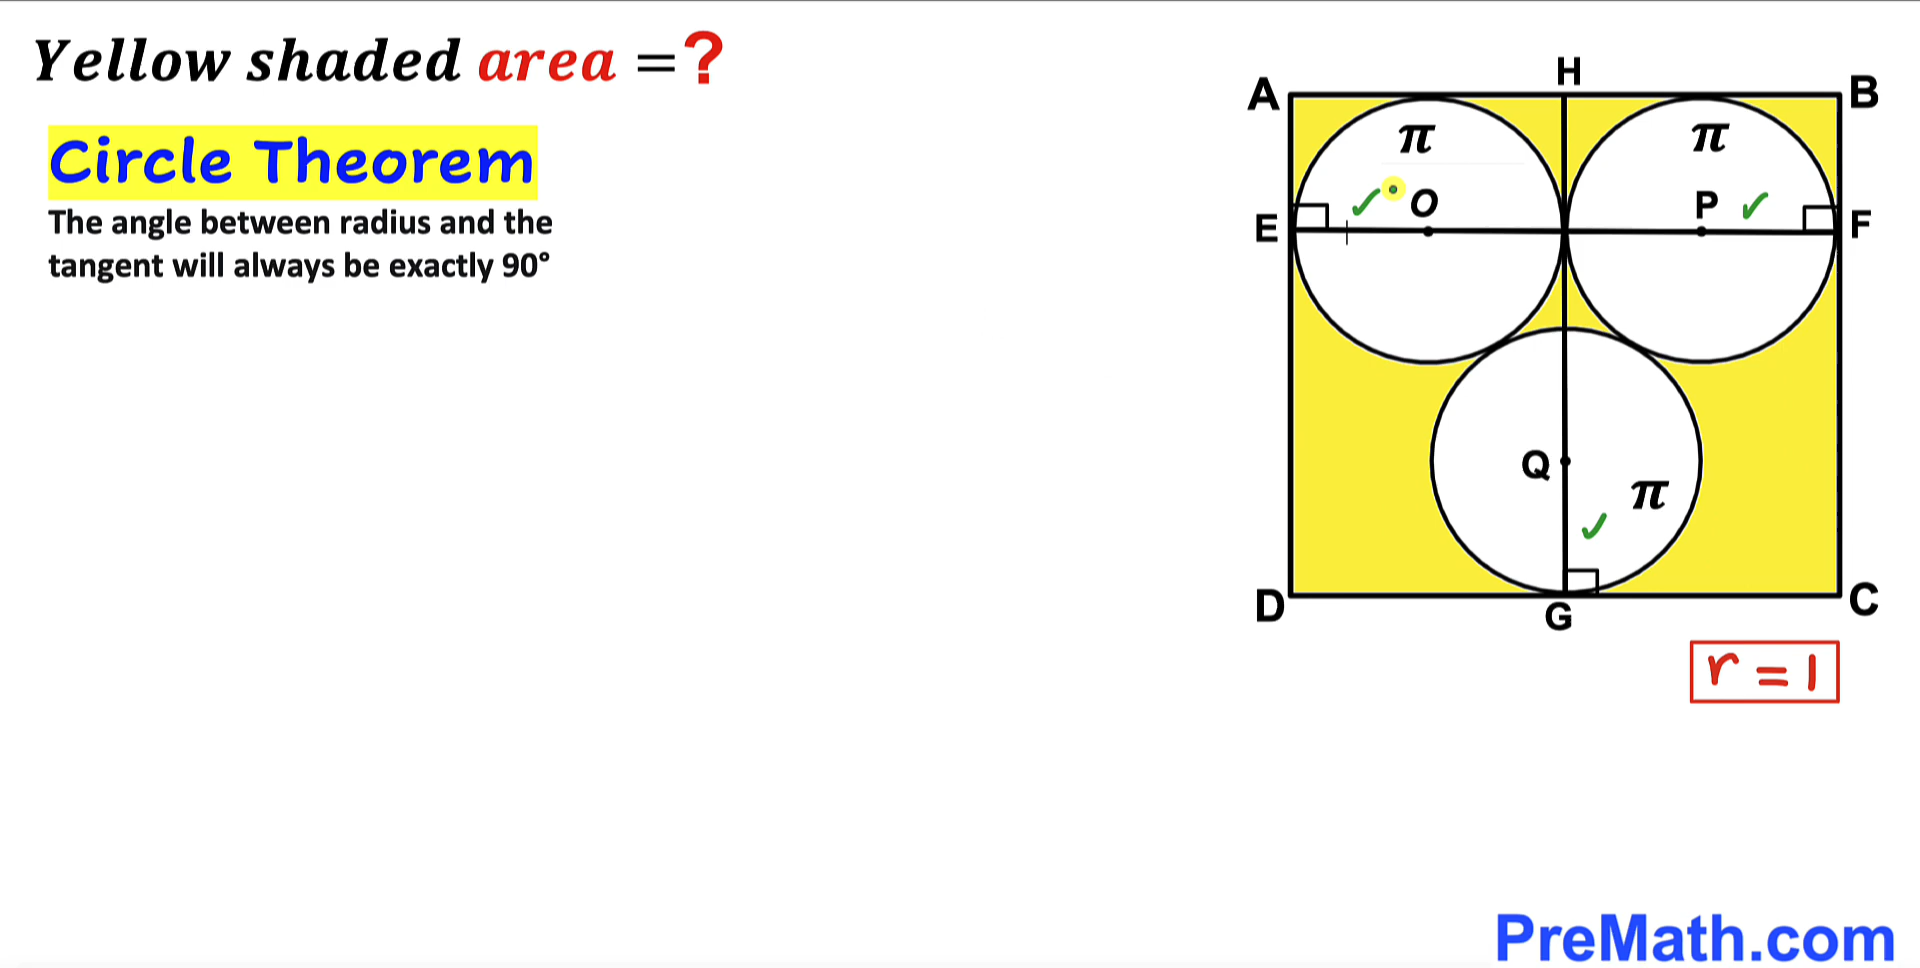 Yellow shaded area =?
Circle Theorem
The angle between radius and the
tangent will always be exactly 90°
H
A
B
π
π
O
P
E
F
Q
π
D
G
C
r = 1
PreMath.com